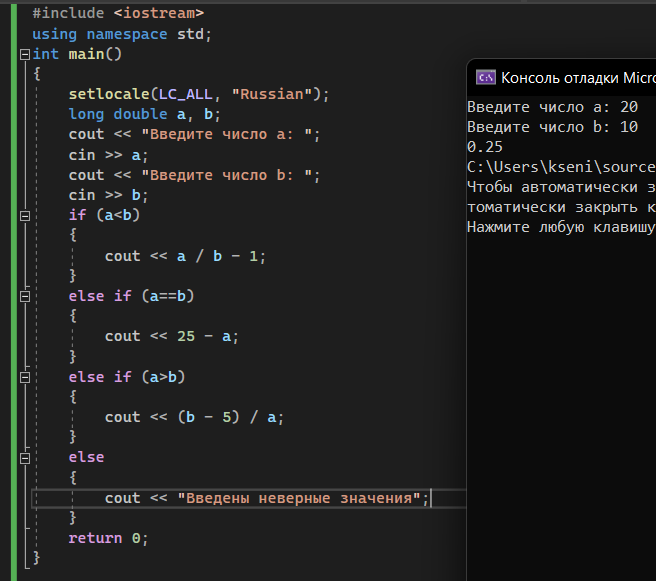 #include <iostream>
using namespace std;
int main()
{
setlocale(LC_ALL, "Russian");
long double a, b;
cout << "Введите число a: ";
cin >> a;
cout << "Введите число b: ";
cin >> b;
if (a<b)
{
cout << a / b - 1;
}
else if (a==b)
{
cout << 25 - a;
}
else if (a>b)
{
cout << (b - 5) / a;
}
else
{
cout << "Введены неверные значения";
}
return 0;
}
Консоль отладки Micro
Введите число a: 20
Введите число b: 10
0.25
C:\Users\kseni\source
Чтобы автоматически з
томатически закрыть к
Нажмите любую клавишу